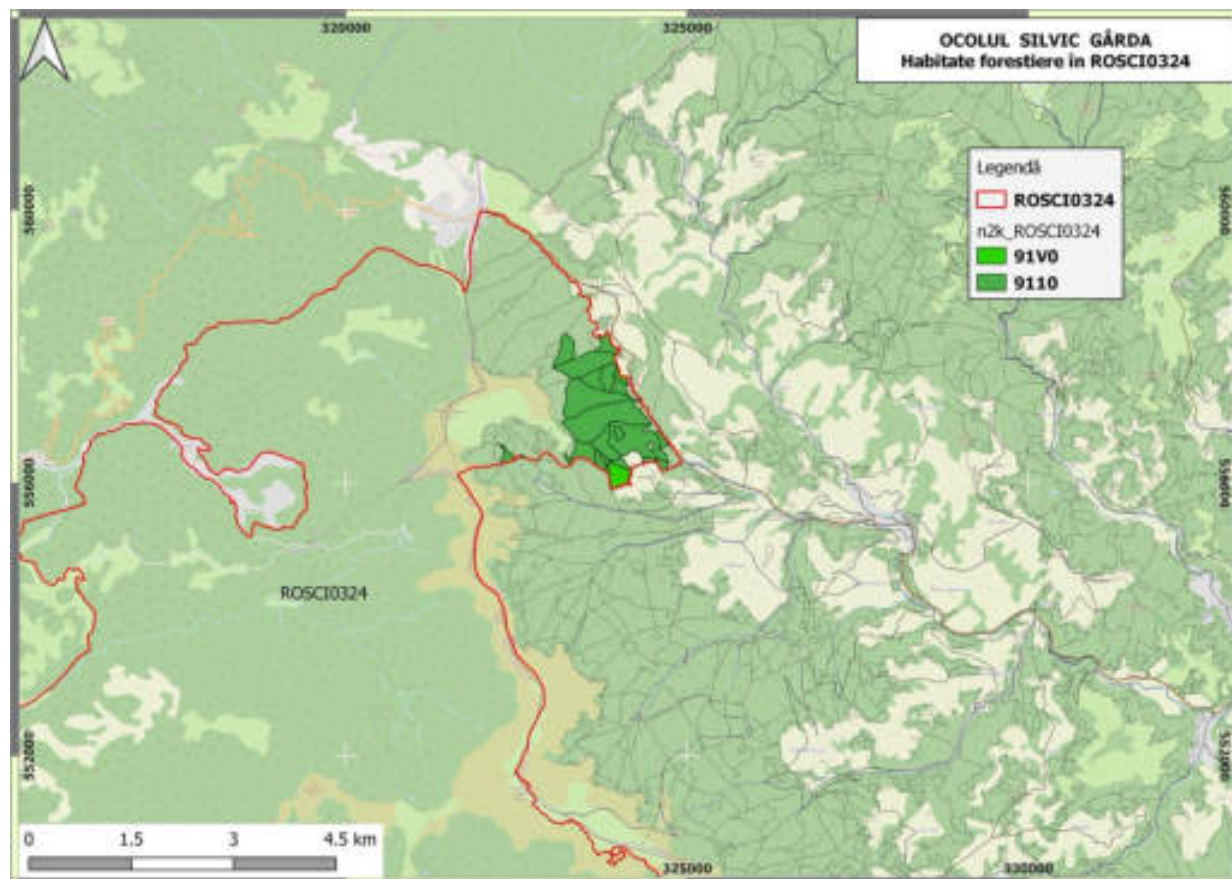 320000
325000
OCOLUL SILVIC GÂRDA
Habitate forestiere în ROSCI0324
Legendă
ROSCI0324
n2k_ROSCI0324
91V0
9110
560000
556000
ROSCI0324
552000
0 1.5 3 4.5 km
325000
330000